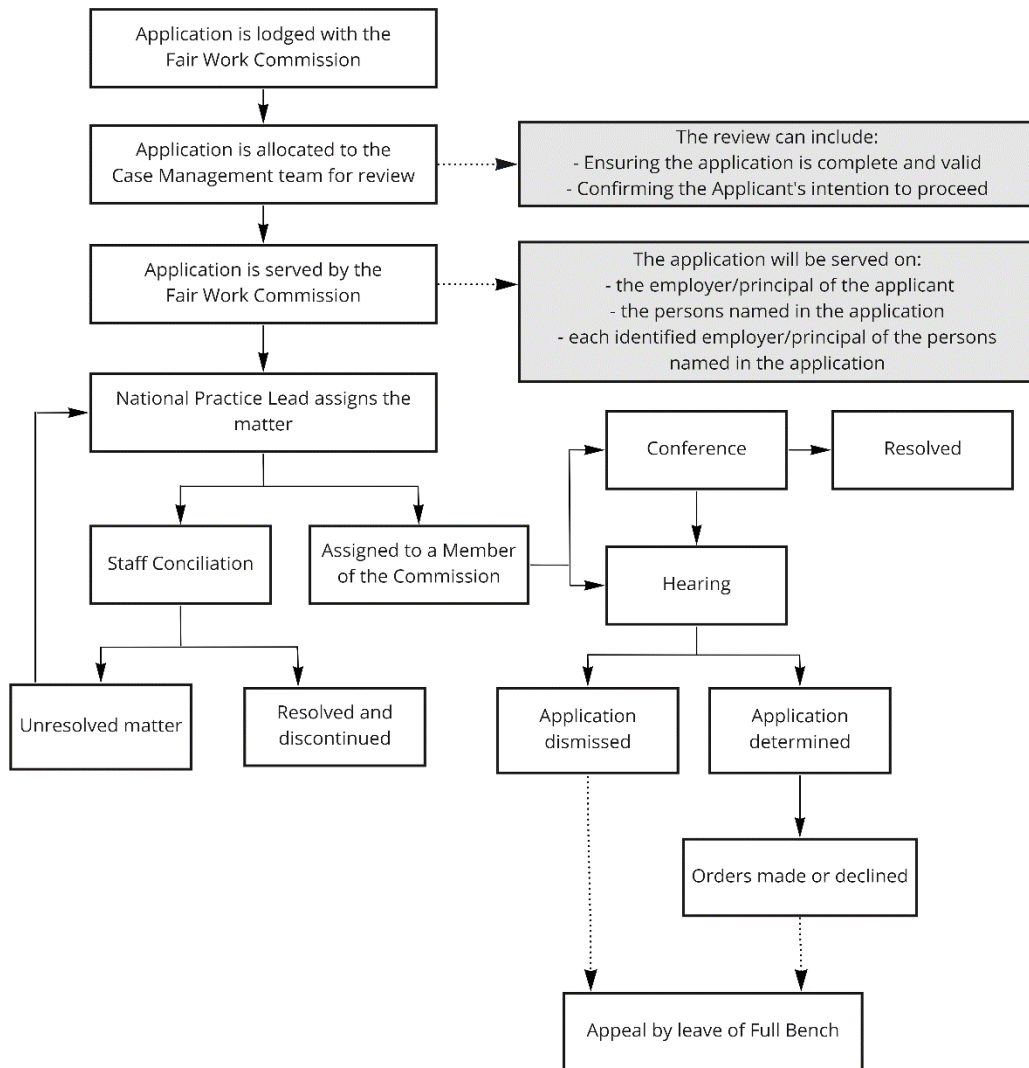 Application is lodged with the
Fair Work Commission
Application is allocated to the
Case Management team for review
The review can include:
- Ensuring the application is complete and valid
- Confirming the Applicant's intention to proceed
Application is served by the
Fair Work Commission
The application will be served on:
- the employer/principal of the applicant
- the persons named in the application
- each identified employer/principal of the persons
named in the application
National Practice Lead assigns the
matter
Conference
Resolved
Staff Conciliation
Assigned to a Member
of the Commission
Hearing
Unresolved matter
Resolved and
discontinued
Application
dismissed
Application
determined
Orders made or declined
Appeal by leave of Full Bench